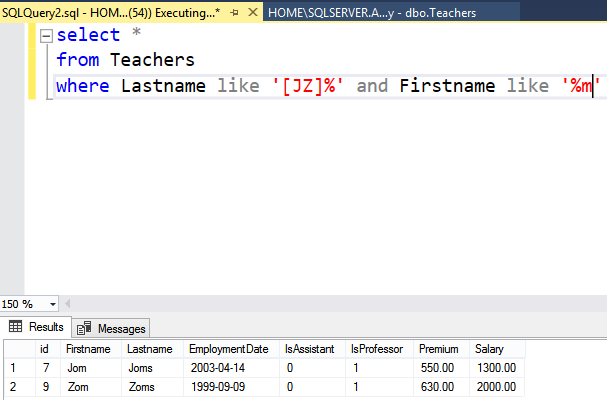 SQLQuery2.sql - HOM...(54)) Executing...* HOME\SQLSERVER.A...y - dbo.Teachers
select *
from Teachers
where Lastname like '[JZ]%' and Firstname like '%m'
150 %
Results Messages
id Firstname Lastname EmploymentDate IsAssistant IsProfessor Premium Salary
1 7 Jom Joms 2003-04-14 0 1 550.00 1300.00
2 9 Zom Zoms 1999-09-09 0 1 630.00 2000.00